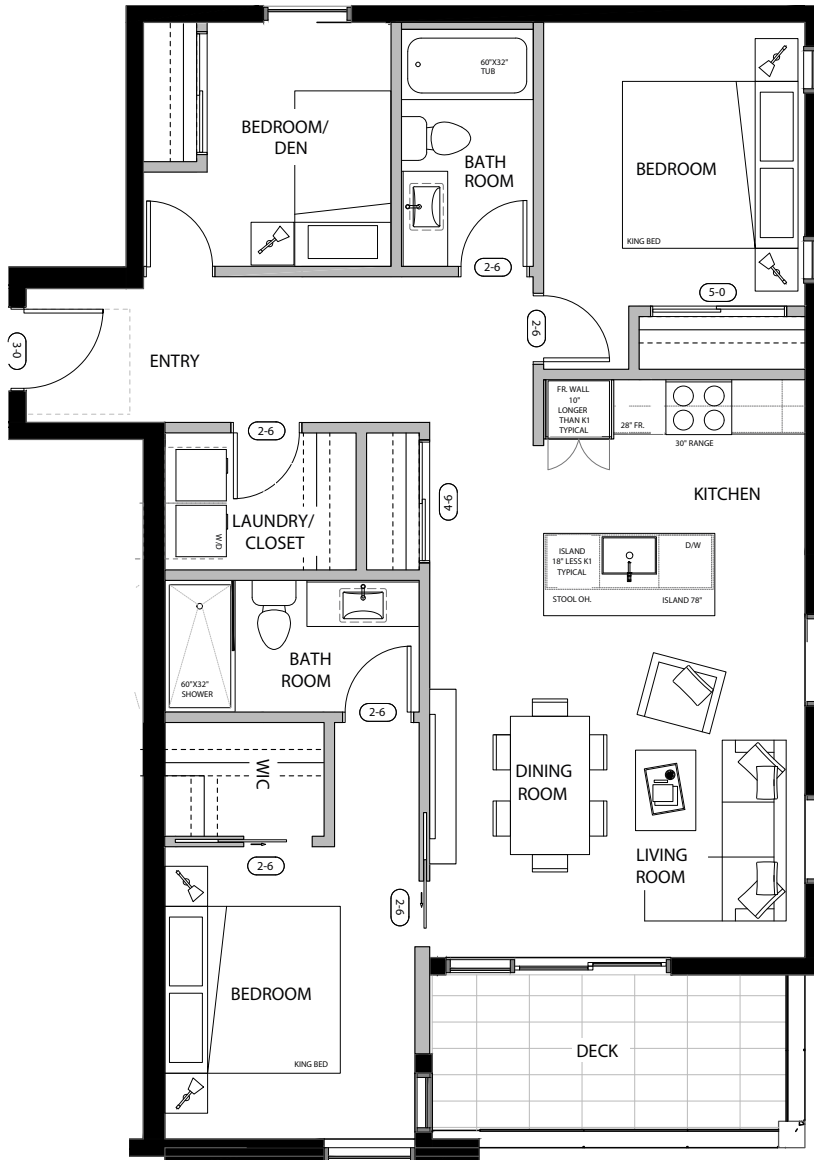 60"X32"
TUB
BEDROOM/
DEN
BATH
ROOM
BEDROOM
KING BED
2-6
5-0
3-0
2-6
ENTRY
FR. WALL
10"
LONGER
THAN K1
TYPICAL
28" FR.
30" RANGE
2-6
4-6
KITCHEN
LAUNDRY/
CLOSET
W/D
ISLAND
18" LESS K1
TYPICAL
D/W
STOOL OH.
ISLAND 78"
BATH
ROOM
60"X32"
SHOWER
2-6
WIC
DINING
ROOM
LIVING
ROOM
2-6
2-6
BEDROOM
KING BED
DECK